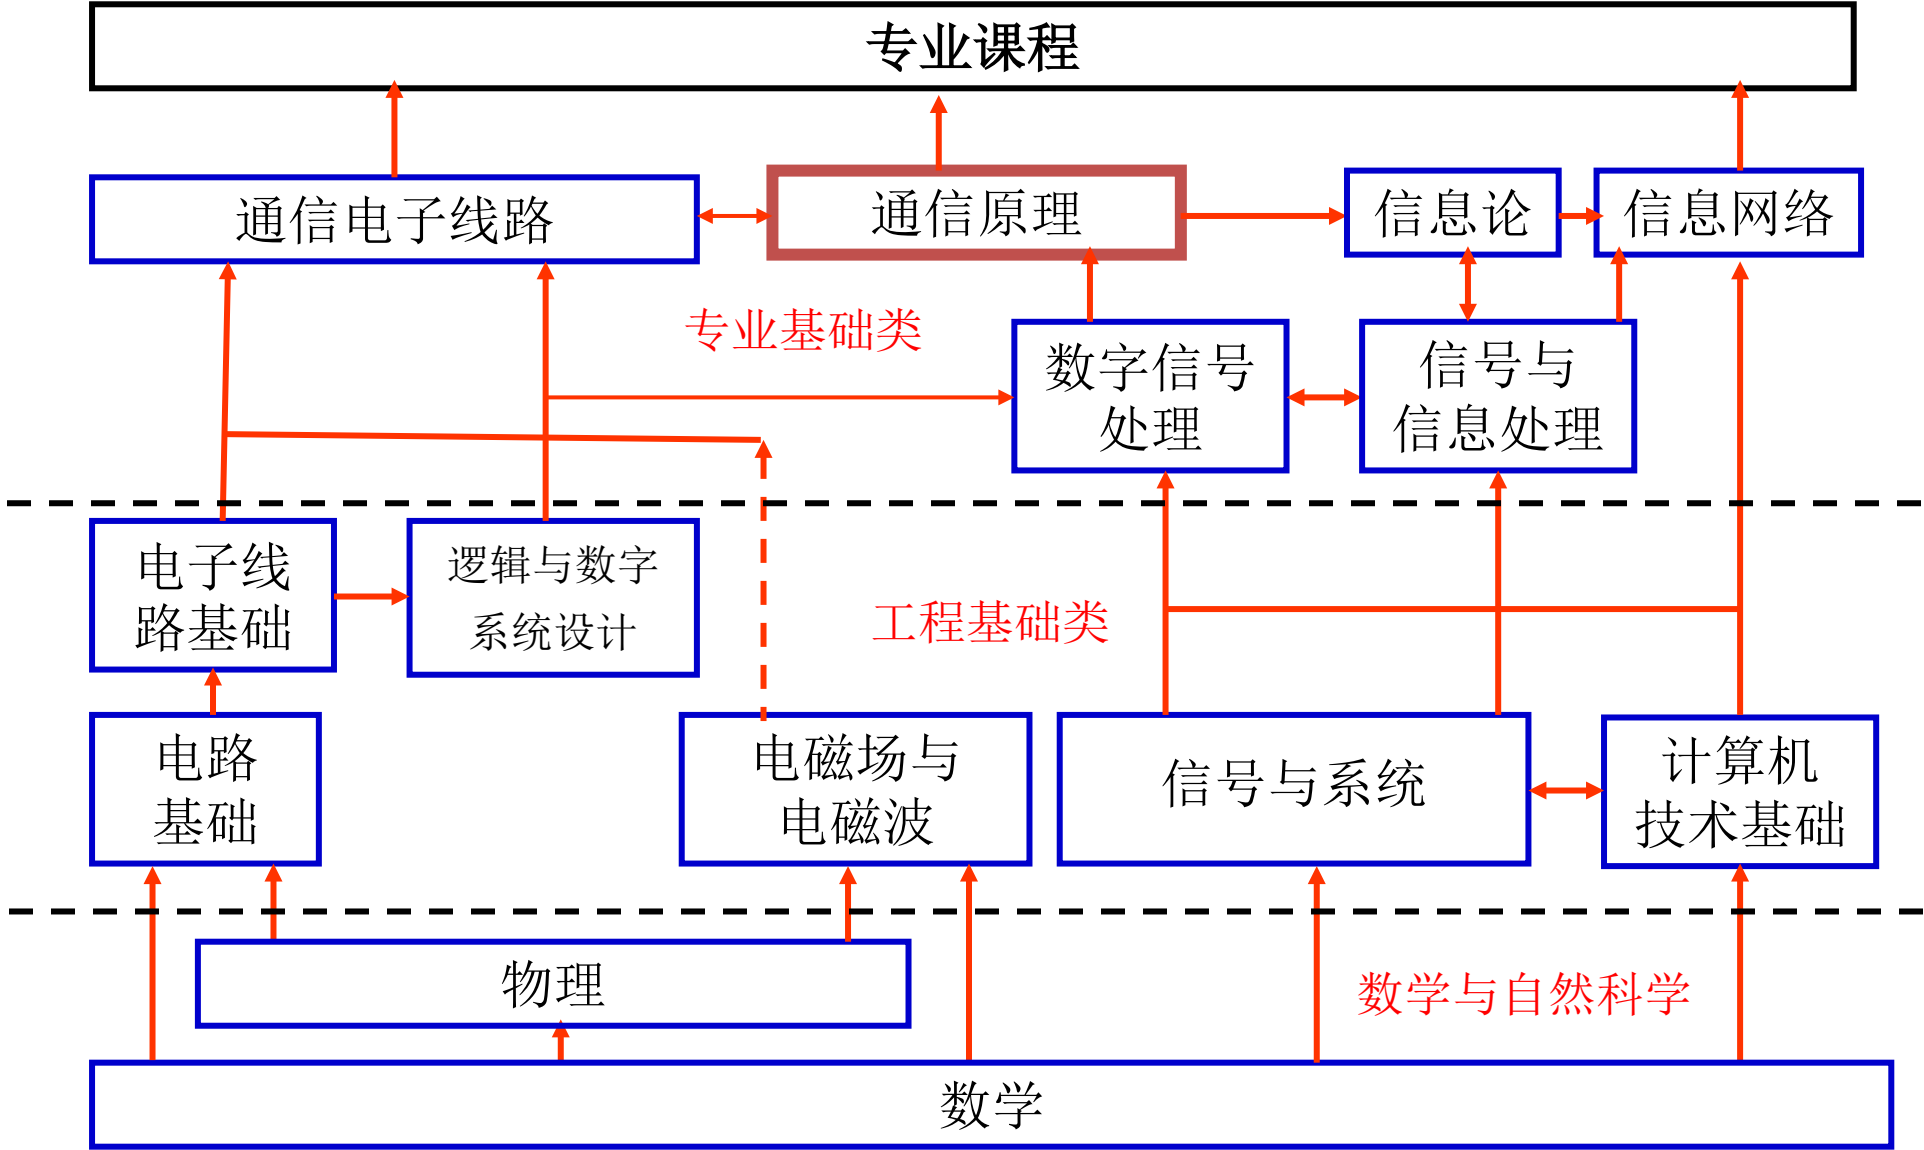 专业课程
通信电子线路
通信原理
信息论
信息网络
专业基础类
数字信号
处理
信号与
信息处理
电子线
路基础
逻辑与数字
系统设计
工程基础类
电路
基础
电磁场与
电磁波
信号与系统
计算机
技术基础
物理
数学与自然科学
数学